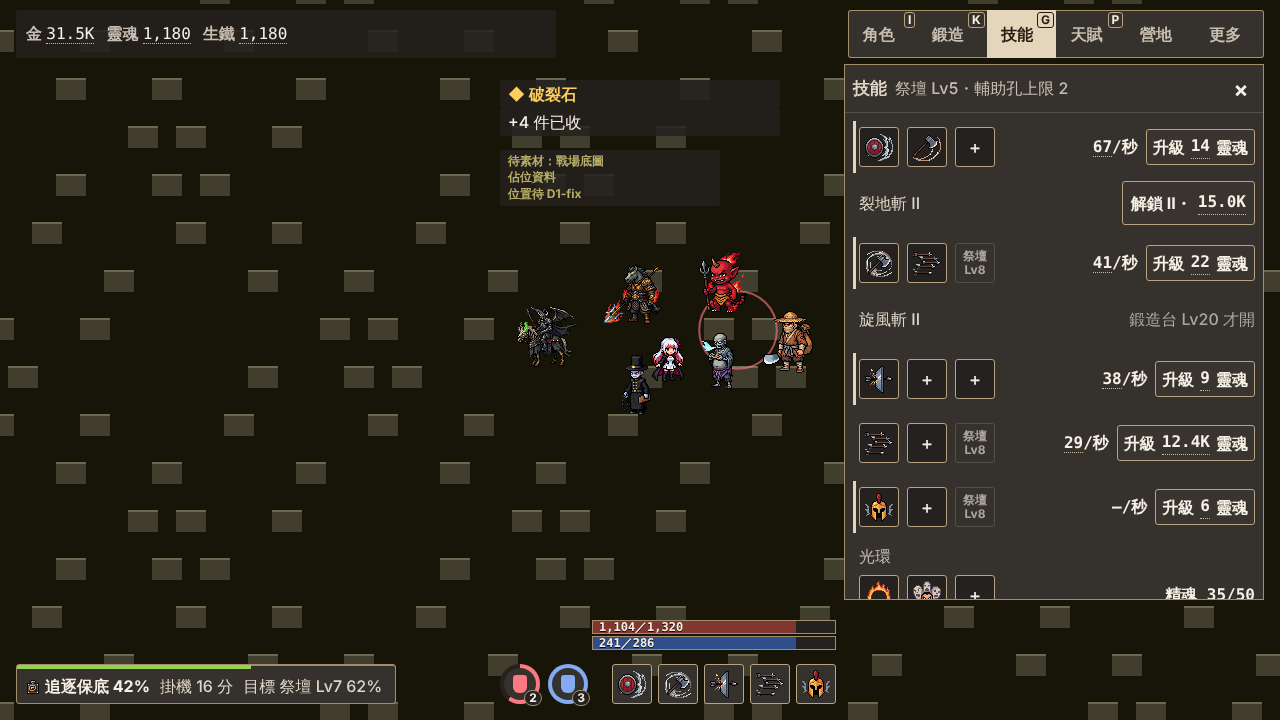 金 31.5K 靈魂 1,180 生鐵 1,180
角色 I 鍛造 K 技能 G 天賦 P 營地 更多
技能 祭壇 Lv5・輔助孔上限 2 ×
◆ 破裂石
+4 件已收
待素材：戰場底圖
佔位資料
位置待 D1-fix
+ 67/秒 升級 14 靈魂
裂地斬 II 解鎖 II・ 15.0K
祭壇 Lv8 41/秒 升級 22 靈魂
旋風斬 II 鍛造台 Lv20 才開
+ + 38/秒 升級 9 靈魂
+ 祭壇 Lv8 29/秒 升級 12.4K 靈魂
+ 祭壇 Lv8 —/秒 升級 6 靈魂
光環
+ 精魂 35/50
1,104／1,320
241／286
追逐保底 42% 掛機 16 分 目標 祭壇 Lv7 62%
2 3